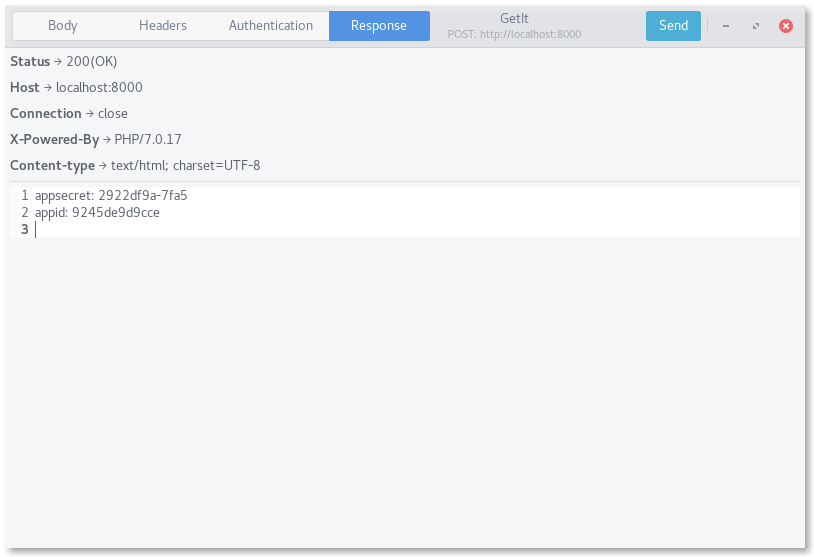 Body Headers Authentication Response GetIt Send
POST: http://localhost:8000
Status → 200(OK)
Host → localhost:8000
Connection → close
X-Powered-By → PHP/7.0.17
Content-type → text/html; charset=UTF-8
1 appsecret: 2922df9a-7fa5
2 appid: 9245de9d9cce
3